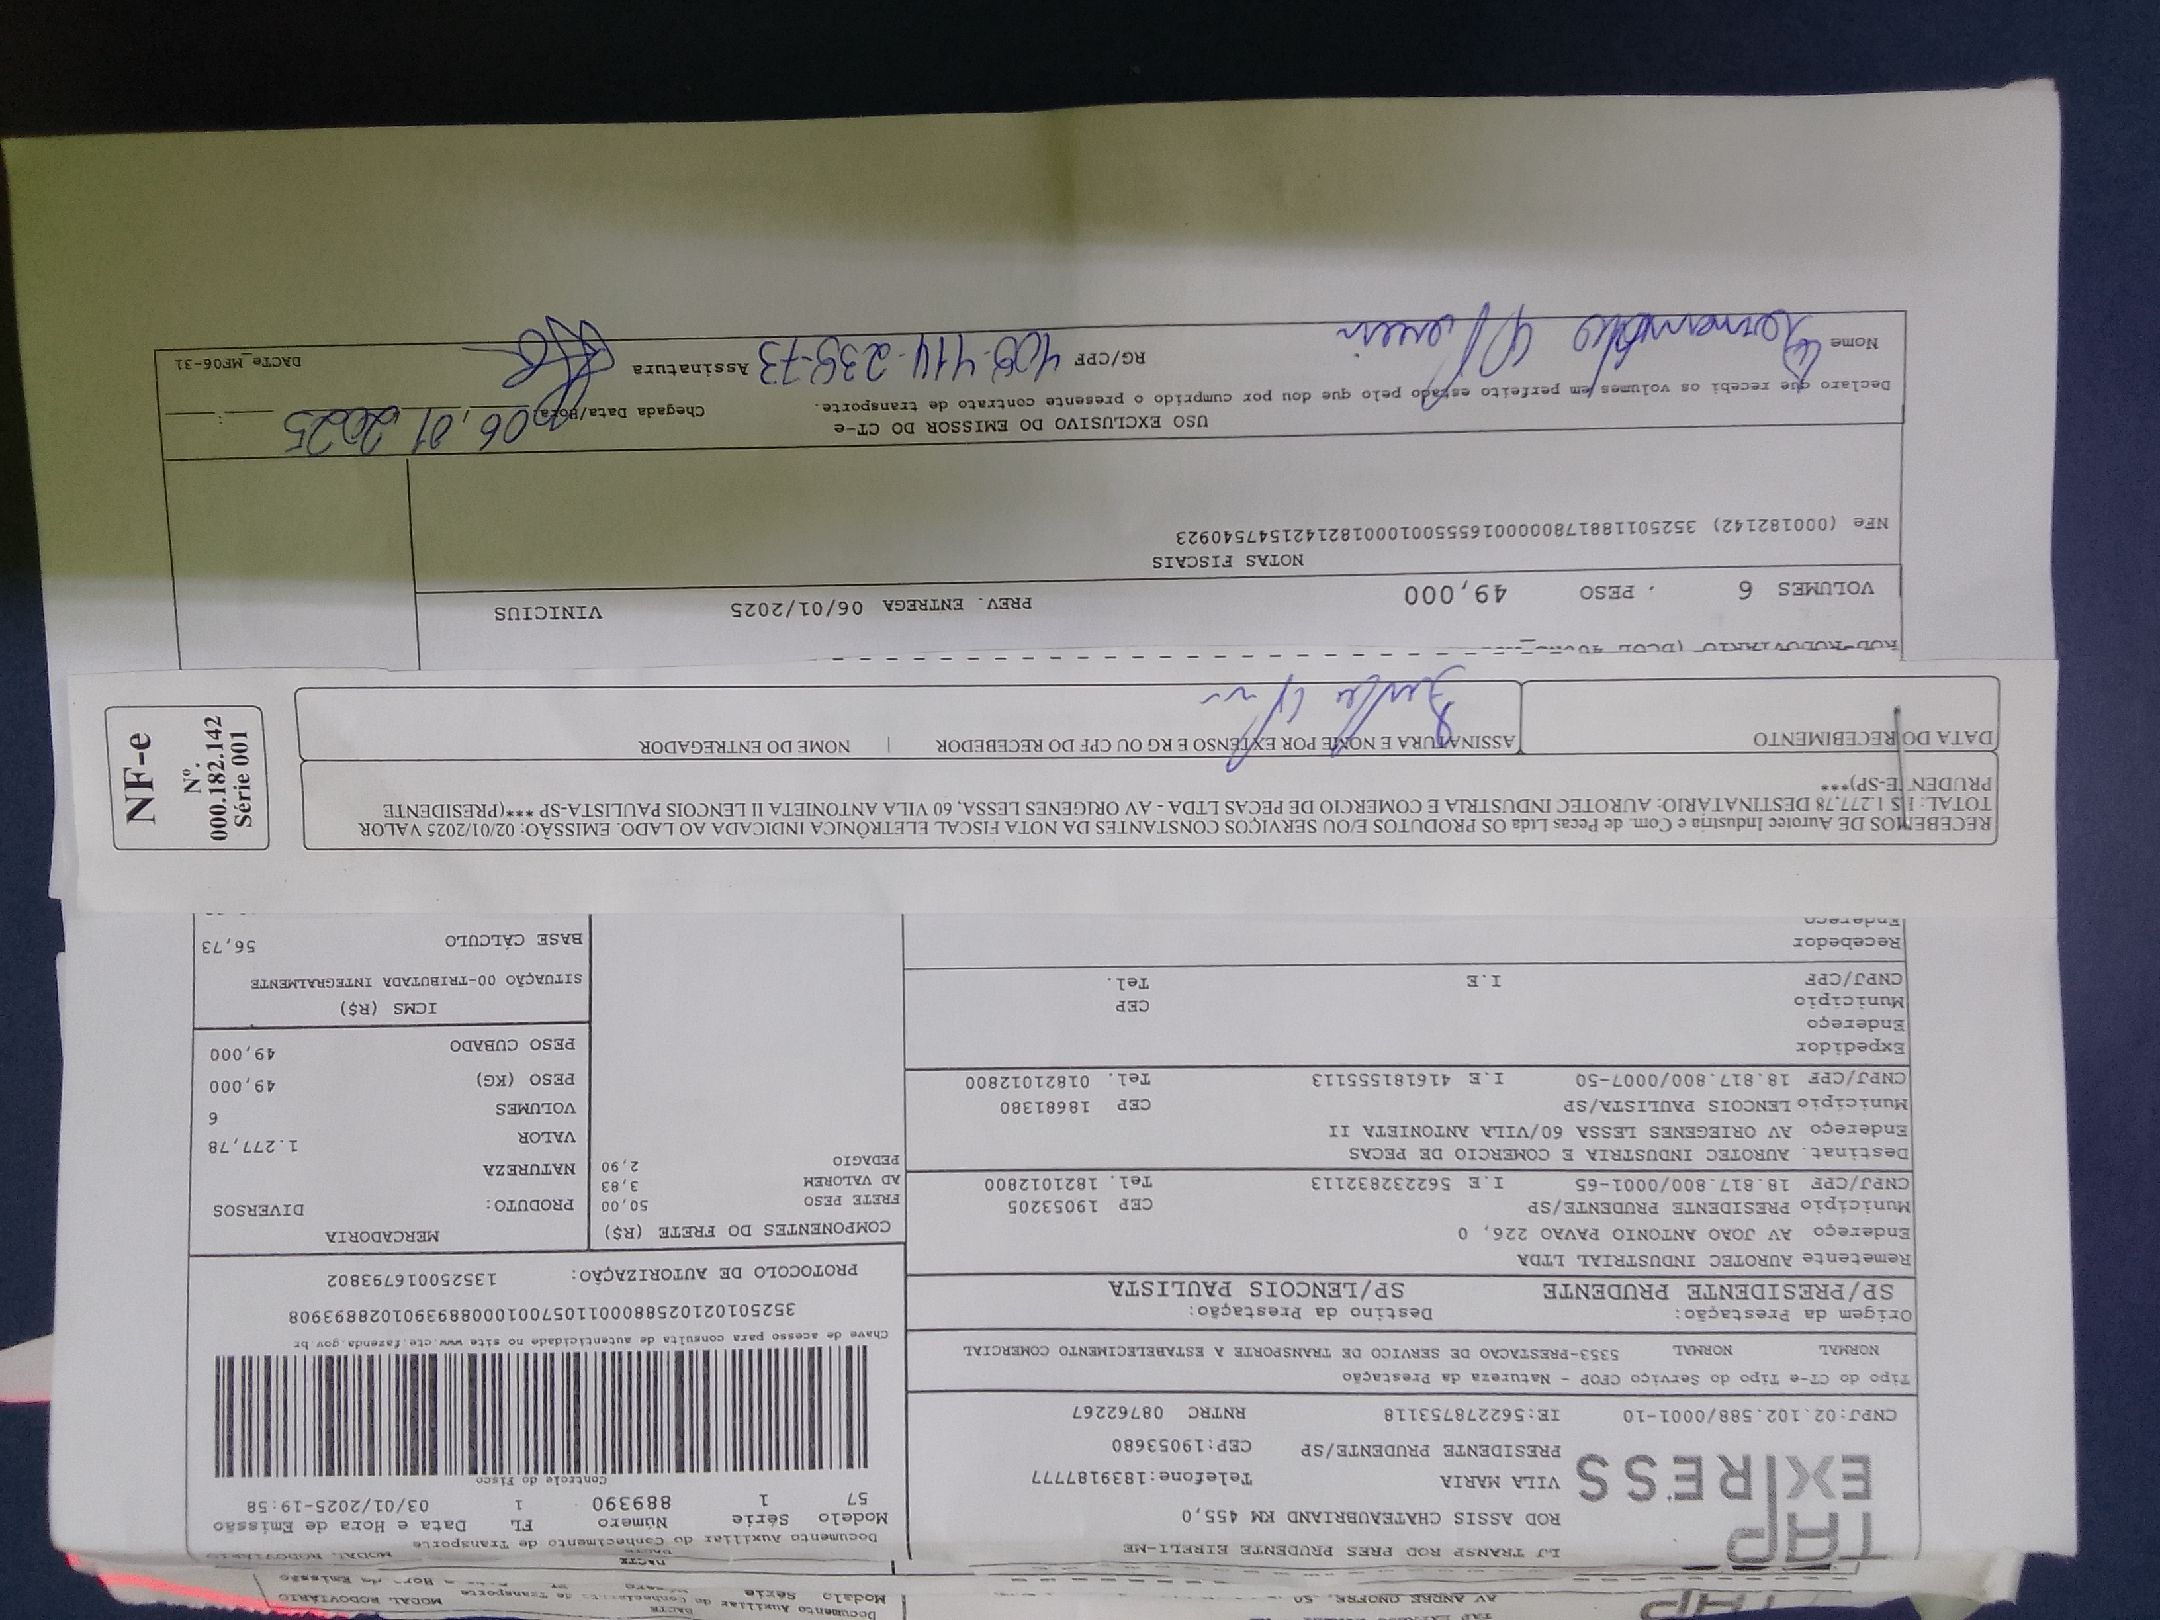 TAP EXPRESS
LJ TRANSP ROD PRES PRUDENTE EIRELI-ME
ROD ASSIS CHATEAUBRIAND KM 455,0
VILA MARIA Telefone:1839187777
PRESIDENTE PRUDENTE/SP CEP:19053680
CNPJ:02.102.588/0001-10 IE:562278753118 RNTRC 08762267
Documento Auxiliar do Conhecimento de Transporte
Modelo Série Número FL Data e Hora de Emissão
57 1 889390 1 03/01/2025-19:58
Controle do Fisco
Chave de acesso para consulta de autenticidade no site www.cte.fazenda.gov.br
PROTOCOLO DE AUTORIZAÇÃO: 135250016793802
Tipo do CT-e Tipo do Serviço CFOP - Natureza da Prestação
NORMAL NORMAL 5353-PRESTACAO DE SERVICO DE TRANSPORTE A ESTABELECIMENTO COMERCIAL
Origem da Prestação: Destino da Prestação:
SP/PRESIDENTE PRUDENTE SP/LENCOIS PAULISTA
Remetente AUROTEC INDUSTRIAL LTDA
Endereço AV JOAO ANTONIO PAVAO 226, 0
Município PRESIDENTE PRUDENTE/SP CEP 19053205
CNPJ/CPF 18.817.800/0001-65 I.E 562232832113 Tel. 1821012800
Destinat. AUROTEC INDUSTRIA E COMERCIO DE PECAS
Endereço AV ORIEGENES LESSA 60/VILA ANTONIETA II
Município LENCOIS PAULISTA/SP CEP 18681380
CNPJ/CPF 18.817.800/0007-50 I.E 416181555113 Tel. 01821012800
Expedidor
Endereço
Município CEP
CNPJ/CPF I.E Tel.
Recebedor
Endereço
COMPONENTES DO FRETE (R$)
FRETE PESO 50,00
AD VALOREM 3,83
PEDAGIO 2,90
MERCADORIA
PRODUTO: DIVERSOS
NATUREZA
VALOR 1.277,78
VOLUMES 6
PESO (KG) 49,000
PESO CUBADO 49,000
ICMS (R$)
SITUAÇÃO 00-TRIBUTADA INTEGRALMENTE
BASE CÁLCULO 56,73
RECEBEMOS DE Aurotec Industria e Com. de Pecas Ltda OS PRODUTOS E/OU SERVIÇOS CONSTANTES DA NOTA FISCAL ELETRÔNICA INDICADA AO LADO. EMISSÃO: 02/01/2025 VALOR
TOTAL: R$ 1.277,78 DESTINATÁRIO: AUROTEC INDUSTRIA E COMERCIO DE PECAS LTDA - AV ORIGENES LESSA, 60 VILA ANTONIETA II LENCOIS PAULISTA-SP ***(PRESIDENTE
PRUDENTE-SP)***
DATA DO RECEBIMENTO
ASSINATURA E NOME POR EXTENSO E RG OU CPF DO RECEBEDOR | NOME DO ENTREGADOR
NF-e
Nº.
000.182.142
Série 001
VOLUMES 6 . PESO 49,000 PREV. ENTREGA 06/01/2025 VINICIUS
NOTAS FISCAIS
NFe (000182142)
USO EXCLUSIVO DO EMISSOR DO CT-e
Declaro que recebi os volumes em perfeito estado pelo que dou por cumprido o presente contrato de transporte.
Chegada Data/Hora 06,01,2025
Nome
RG/CPF 408.414.238-73 Assinatura
DACTe_MF06-31